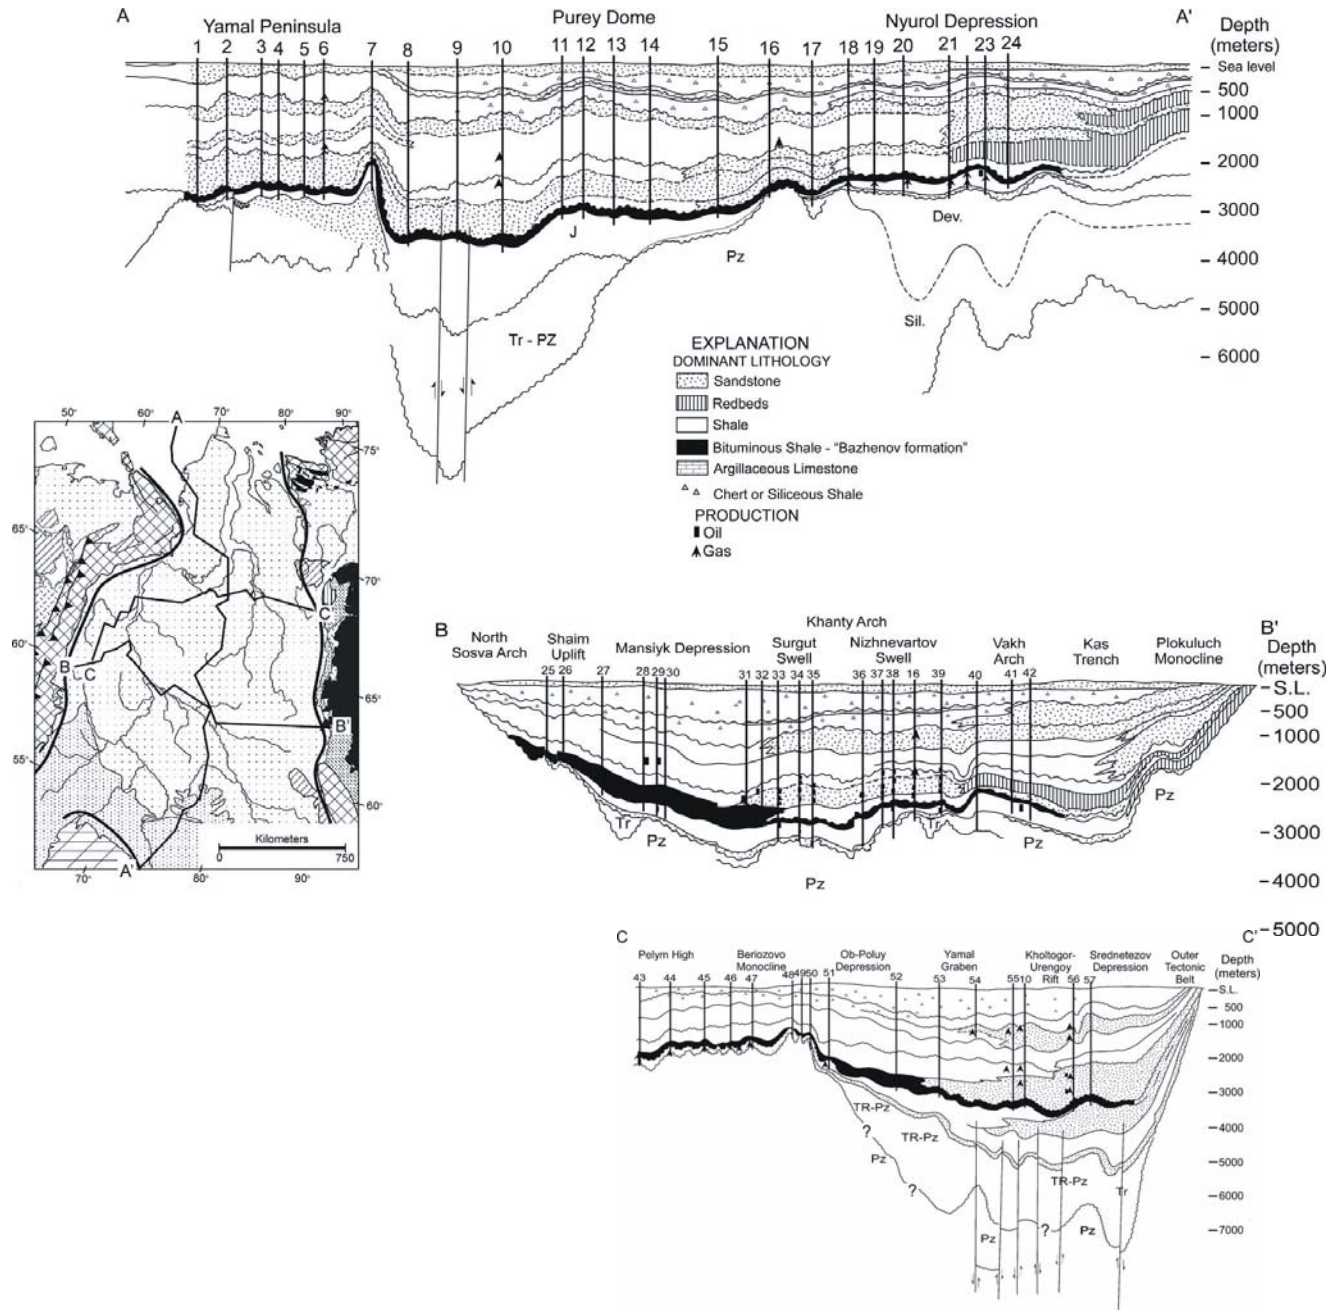 A
Yamal Peninsula
Purey Dome
Nyurol Depression
A'
Depth
(meters)
1 2 3 4 5 6 7 8 9 10 11 12 13 14 15 16 17 18 19 20 21 23 24
Sea level
500
1000
2000
3000
4000
5000
6000
J
Pz
Dev.
Sil.
Tr - PZ
EXPLANATION
DOMINANT LITHOLOGY
Sandstone
Redbeds
Shale
Bituminous Shale - "Bazhenov formation"
Argillaceous Limestone
Chert or Siliceous Shale
PRODUCTION
Oil
Gas
50° 60° 70° 80° 90°
A
75°
65°
70°
60°
C
B
C
65°
B'
55°
60°
Kilometers
0 750
A'
70° 80° 90°
B
North
Sosva Arch
Shaim
Uplift
Mansiyk Depression
Khanty Arch
Surgut
Swell
Nizhnevartov
Swell
Vakh
Arch
Kas
Trench
Plokuluch
Monocline
B'
Depth
(meters)
25 26 27 28 29 30 31 32 33 34 35 36 37 38 16 39 40 41 42
S.L.
500
1000
2000
3000
4000
5000
Tr
Pz
Pz
Tr
Pz
Pz
C
Pelym High
Beriozovo
Monocline
Ob-Poluy
Depression
Yamal
Graben
Kholtogor-
Urengoy
Rift
Srednetezov
Depression
Outer
Tectonic
Belt
C'
Depth
(meters)
43 44 45 46 47 48 49 50 51 52 53 54 55 10 56 57
S.L.
500
1000
2000
3000
4000
5000
6000
7000
TR-Pz
TR-Pz
?
Pz
?
TR-Pz
Tr
Pz
?
Pz